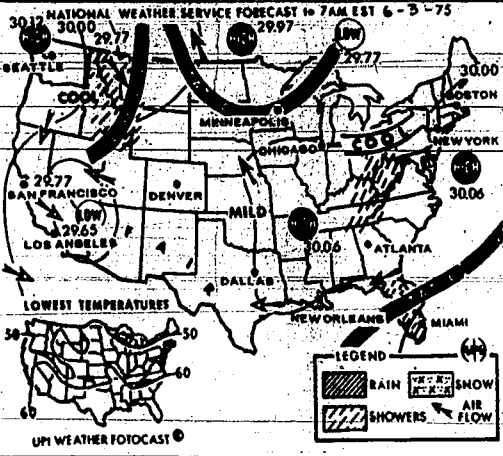 NATIONAL WEATHER SERVICE FORECAST to 7AM EST 6-3-75
30.12
30.00
29.77
29.97
LOW
29.77
SEATTLE
COOL
30.00
BOSTON
MINNEAPOLIS
CHICAGO
COOL
NEW YORK
30.06
29.77
SAN FRANCISCO
DENVER
LOW
29.65
LOS ANGELES
MILD
30.06
ATLANTA
DALLAS
NEW ORLEANS
MIAMI
LOWEST TEMPERATURES
50
50
60
60
LEGEND
RAIN
SNOW
SHOWERS
AIR FLOW
UPI WEATHER FOTOCAST ©